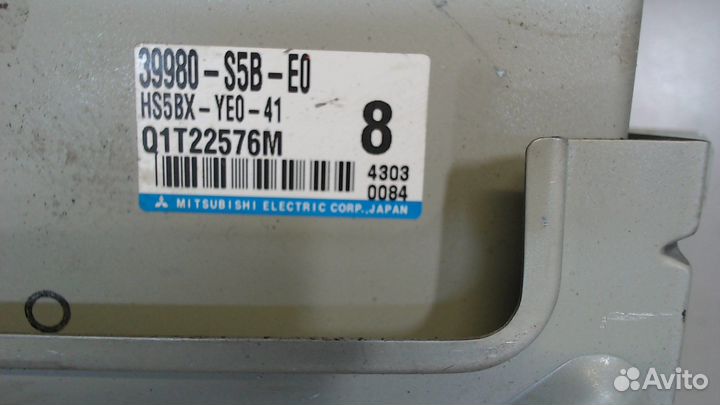 39980-S5B-E0
HS5BX-YE0-41
Q1T22576M
8
4303
0084
MITSUBISHI ELECTRIC CORP.,JAPAN
Avito